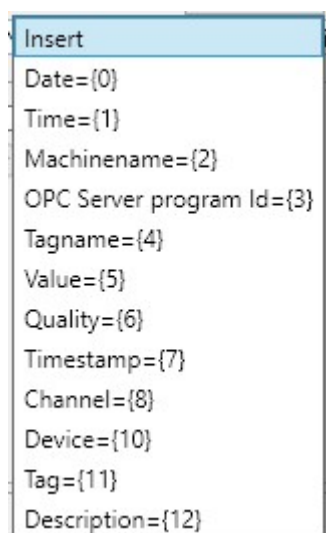 Insert
Date={0}
Time={1}
Machinename={2}
OPC Server program Id={3}
Tagname={4}
Value={5}
Quality={6}
Timestamp={7}
Channel={8}
Device={10}
Tag={11}
Description={12}